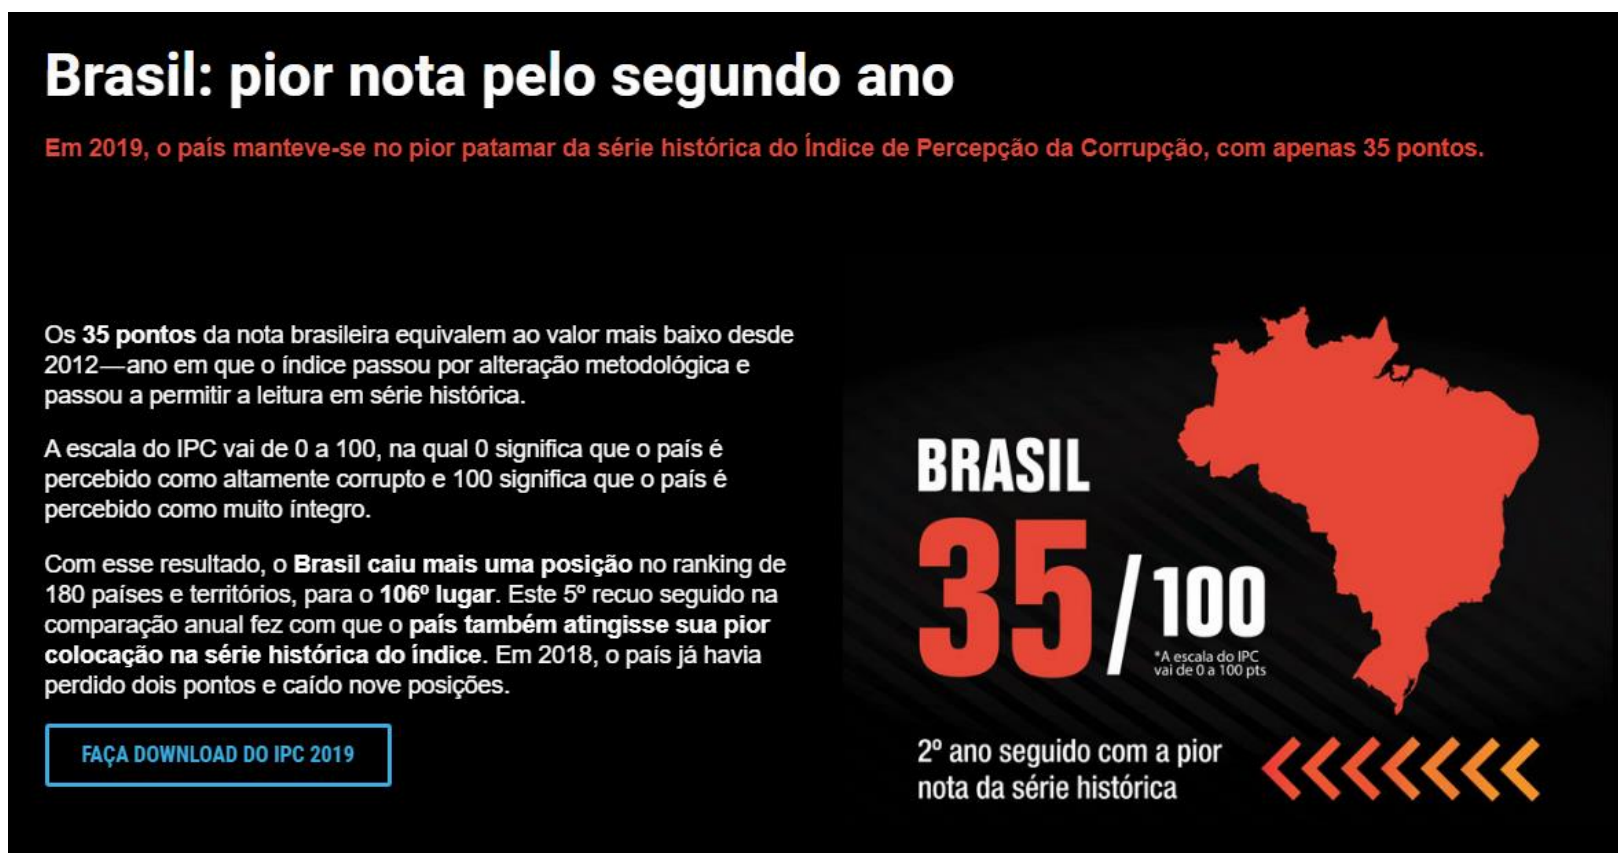 Brasil: pior nota pelo segundo ano
Em 2019, o país manteve-se no pior patamar da série histórica do Índice de Percepção da Corrupção, com apenas 35 pontos.
Os 35 pontos da nota brasileira equivalem ao valor mais baixo desde
2012—ano em que o índice passou por alteração metodológica e
passou a permitir a leitura em série histórica.
A escala do IPC vai de 0 a 100, na qual 0 significa que o país é
percebido como altamente corrupto e 100 significa que o país é
percebido como muito íntegro.
Com esse resultado, o Brasil caiu mais uma posição no ranking de
180 países e territórios, para o 106º lugar. Este 5º recuo seguido na
comparação anual fez com que o país também atingisse sua pior
colocação na série histórica do índice. Em 2018, o país já havia
perdido dois pontos e caído nove posições.
FAÇA DOWNLOAD DO IPC 2019
BRASIL
35/100
*A escala do IPC
vai de 0 a 100 pts
2º ano seguido com a pior
nota da série histórica